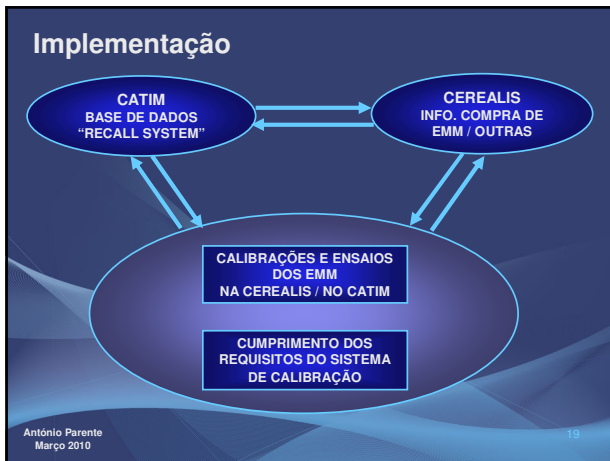 Implementação
CATIM
BASE DE DADOS
“RECALL SYSTEM”
CEREALIS
INFO. COMPRA DE
EMM / OUTRAS
CALIBRAÇÕES E ENSAIOS
DOS EMM
NA CEREALIS / NO CATIM
CUMPRIMENTO DOS
REQUISITOS DO SISTEMA
DE CALIBRAÇÃO
António Parente
Março 2010
19